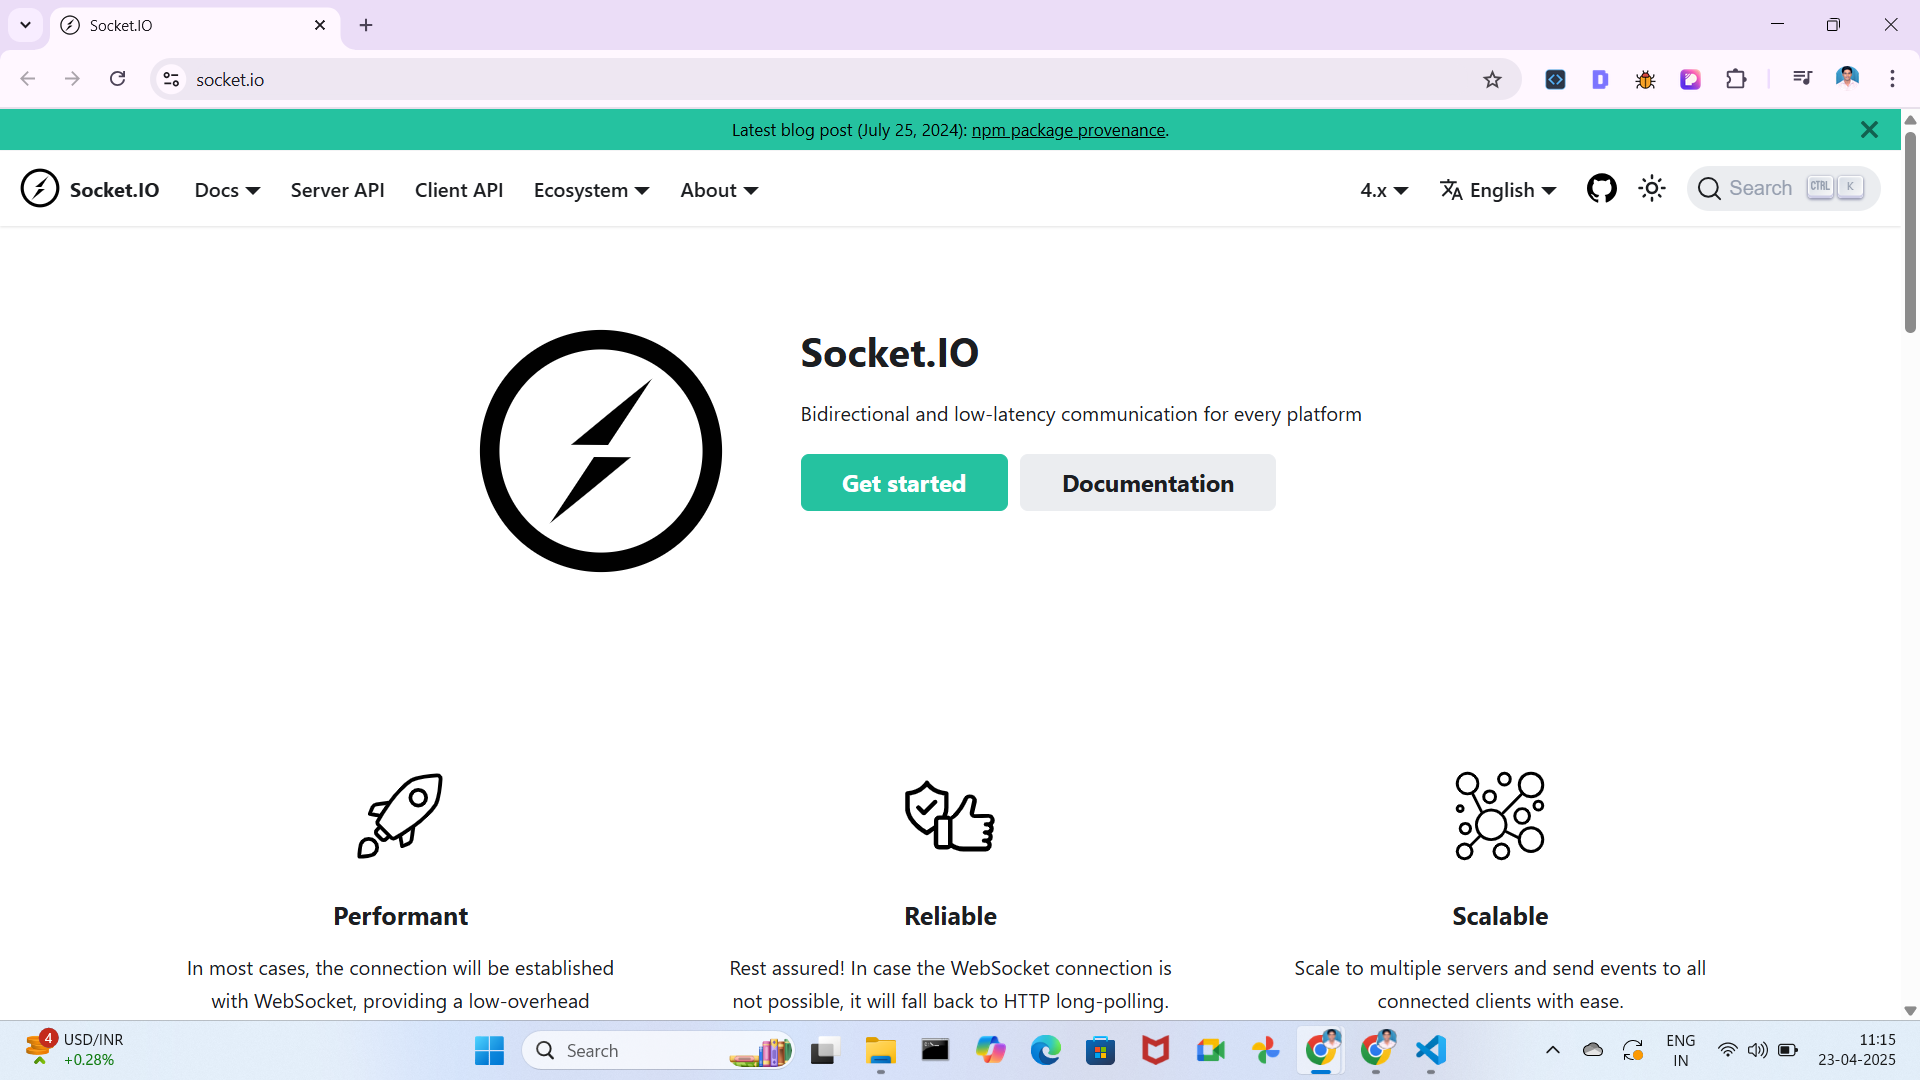 Socket.IO
socket.io
Latest blog post (July 25, 2024): npm package provenance.
Socket.IO Docs Server API Client API Ecosystem About 4.x English Search CTRL K
Socket.IO
Bidirectional and low-latency communication for every platform
Get started Documentation
Performant
In most cases, the connection will be established
with WebSocket, providing a low-overhead
Reliable
Rest assured! In case the WebSocket connection is
not possible, it will fall back to HTTP long-polling.
Scalable
Scale to multiple servers and send events to all
connected clients with ease.
4 USD/INR
+0.28%
Search
ENG
IN
11:15
23-04-2025